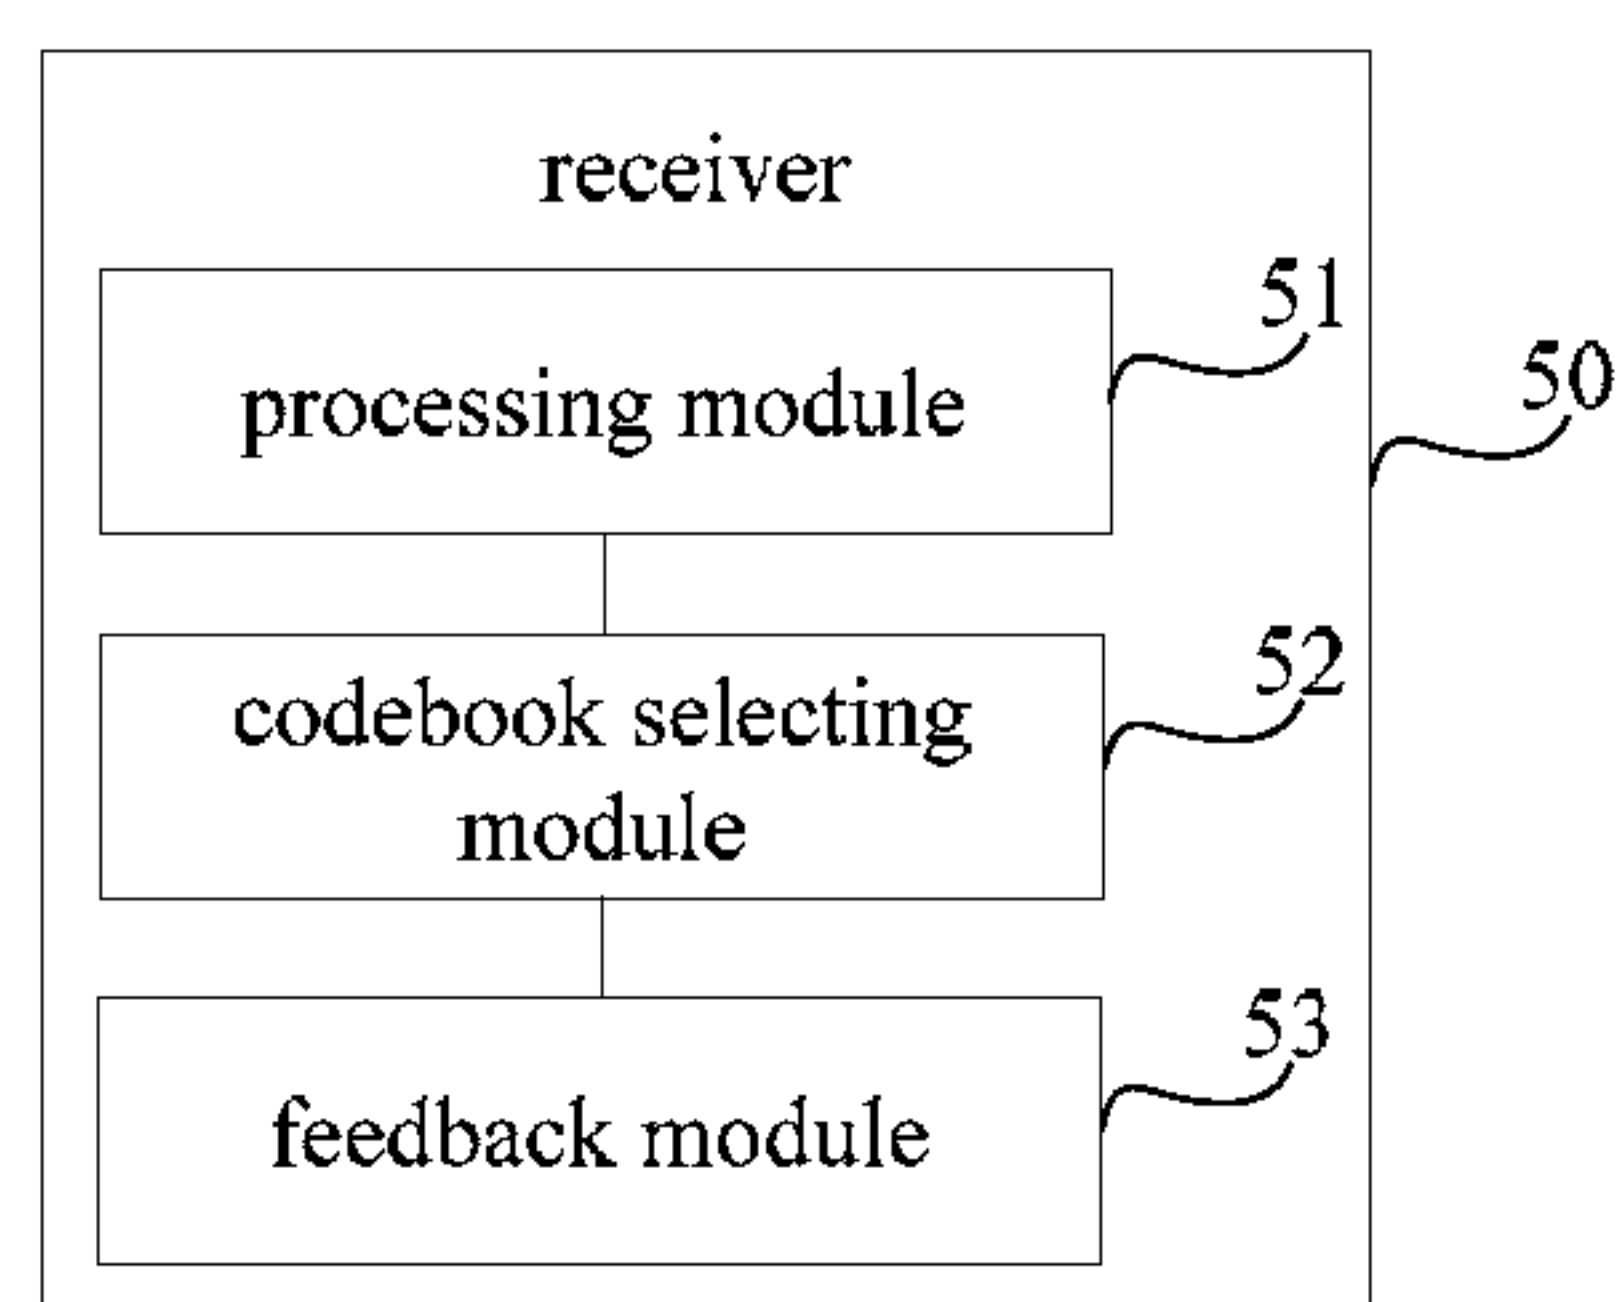 receiver
51
processing module
50
52
codebook selecting
module
53
feedback module